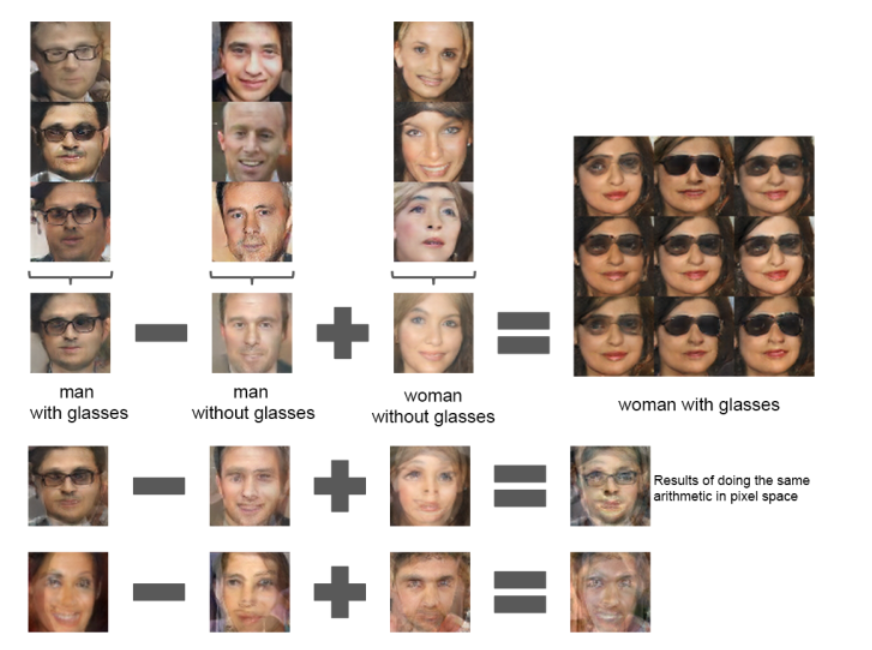 man
with glasses
man
without glasses
woman
without glasses
woman with glasses
Results of doing the same
arithmetic in pixel space